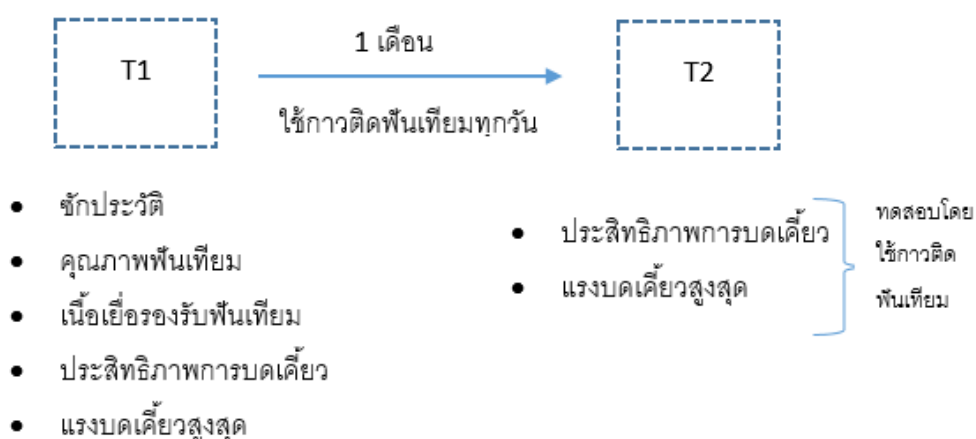 T1
1 เดือน
ใช้กาวติดฟันเทียมทุกวัน
T2
• ซักประวัติ
• คุณภาพฟันเทียม
• เนื้อเยื่อรองรับฟันเทียม
• ประสิทธิภาพการบดเคี้ยว
• แรงบดเคี้ยวสูงสุด
• ประสิทธิภาพการบดเคี้ยว
• แรงบดเคี้ยวสูงสุด
ทดสอบโดย
ใช้กาวติด
ฟันเทียม